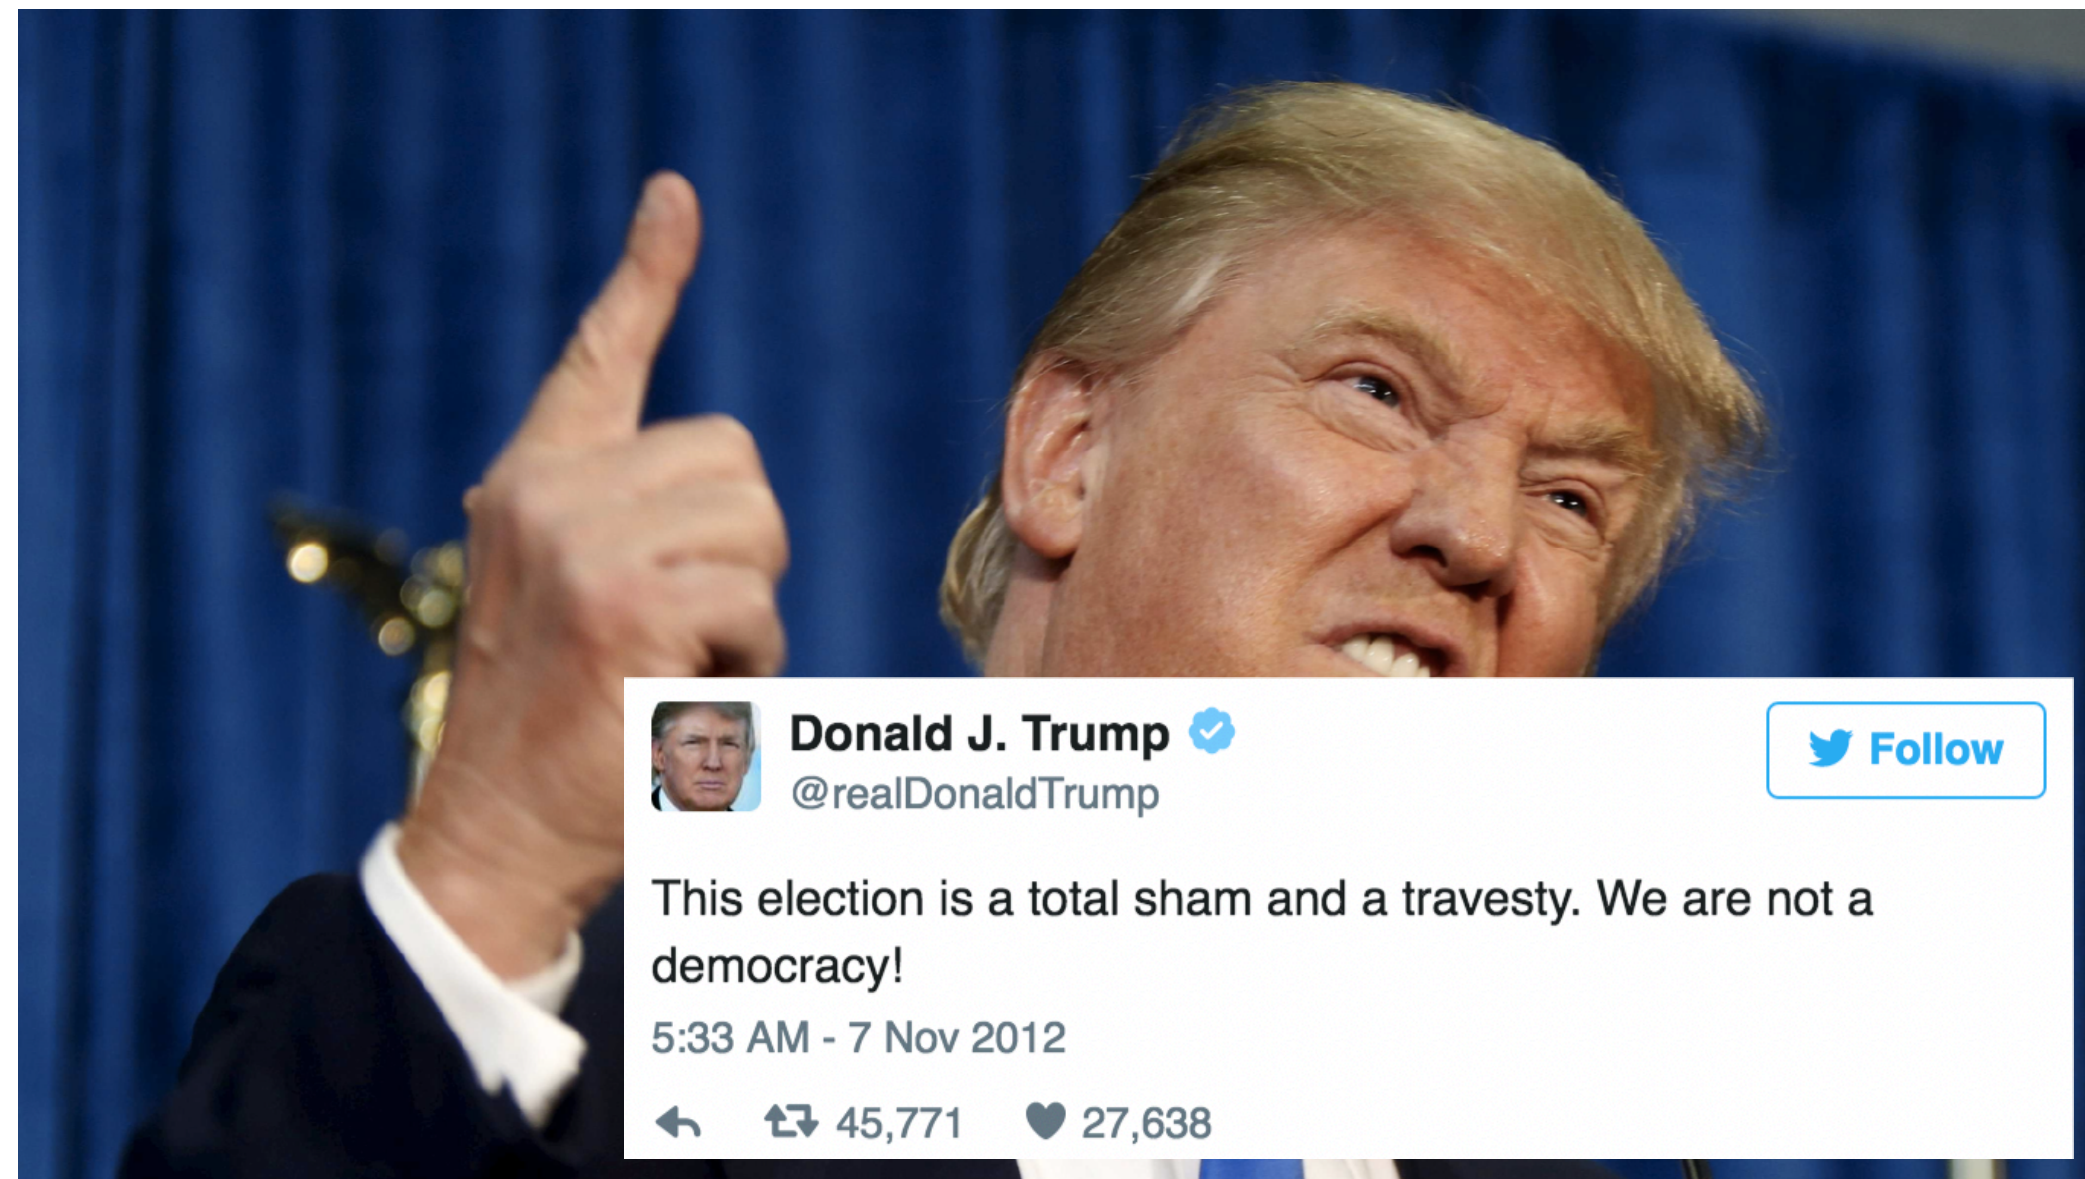 Donald J. Trump
@realDonaldTrump
Follow
This election is a total sham and a travesty. We are not a
democracy!
5:33 AM - 7 Nov 2012
45,771 27,638